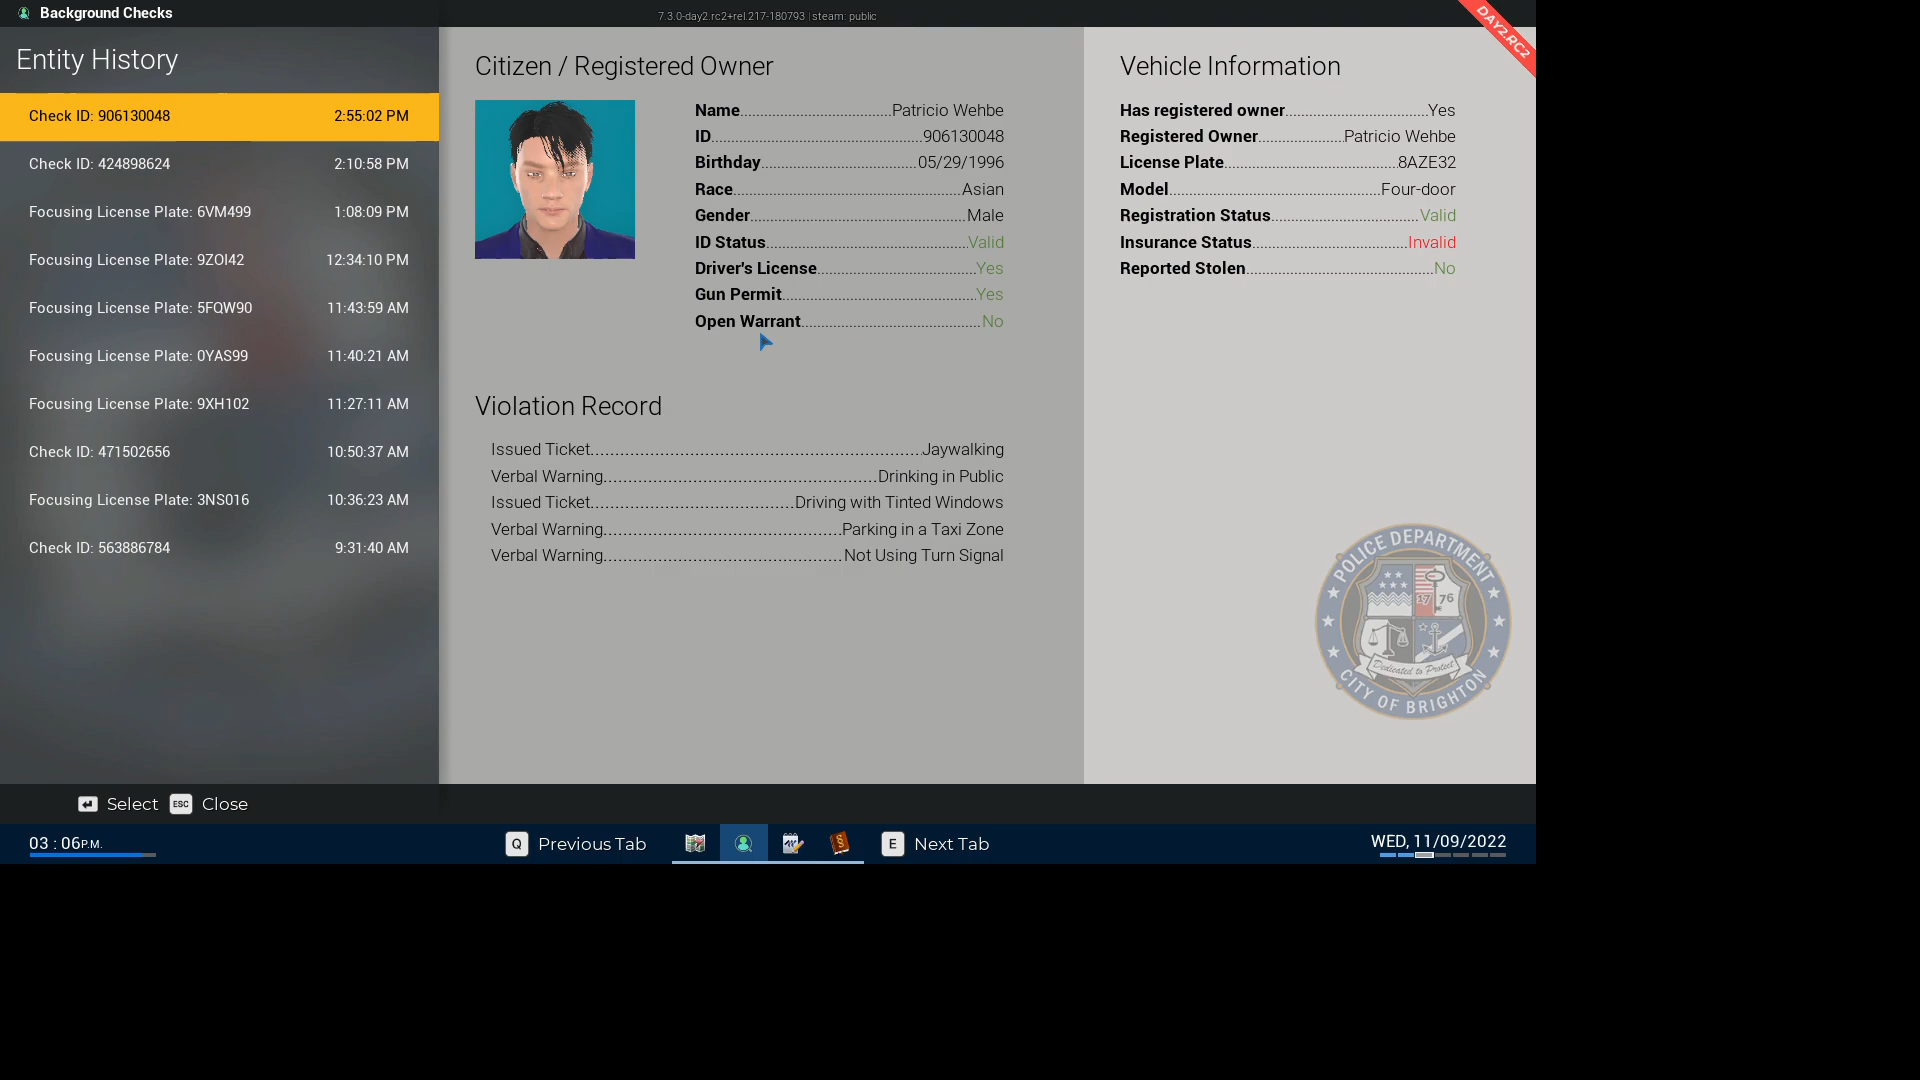 Background Checks
7.3.0-day2.rc2+rel.217-180793 | steam: public
DAY2.RC2
Entity History
Check ID: 906130048 2:55:02 PM
Check ID: 424898624 2:10:58 PM
Focusing License Plate: 6VM499 1:08:09 PM
Focusing License Plate: 9ZOI42 12:34:10 PM
Focusing License Plate: 5FQW90 11:43:59 AM
Focusing License Plate: 0YAS99 11:40:21 AM
Focusing License Plate: 9XH102 11:27:11 AM
Check ID: 471502656 10:50:37 AM
Focusing License Plate: 3NS016 10:36:23 AM
Check ID: 563886784 9:31:40 AM
Citizen / Registered Owner
Name Patricio Wehbe
ID 906130048
Birthday 05/29/1996
Race Asian
Gender Male
ID Status Valid
Driver's License Yes
Gun Permit Yes
Open Warrant No
Violation Record
Issued Ticket Jaywalking
Verbal Warning Drinking in Public
Issued Ticket Driving with Tinted Windows
Verbal Warning Parking in a Taxi Zone
Verbal Warning Not Using Turn Signal
Vehicle Information
Has registered owner Yes
Registered Owner Patricio Wehbe
License Plate 8AZE32
Model Four-door
Registration Status Valid
Insurance Status Invalid
Reported Stolen No
POLICE DEPARTMENT
17 76
Dedicated to Protect
CITY OF BRIGHTON
Select ESC Close
03 : 06 P.M.
Q Previous Tab
E Next Tab
WED, 11/09/2022